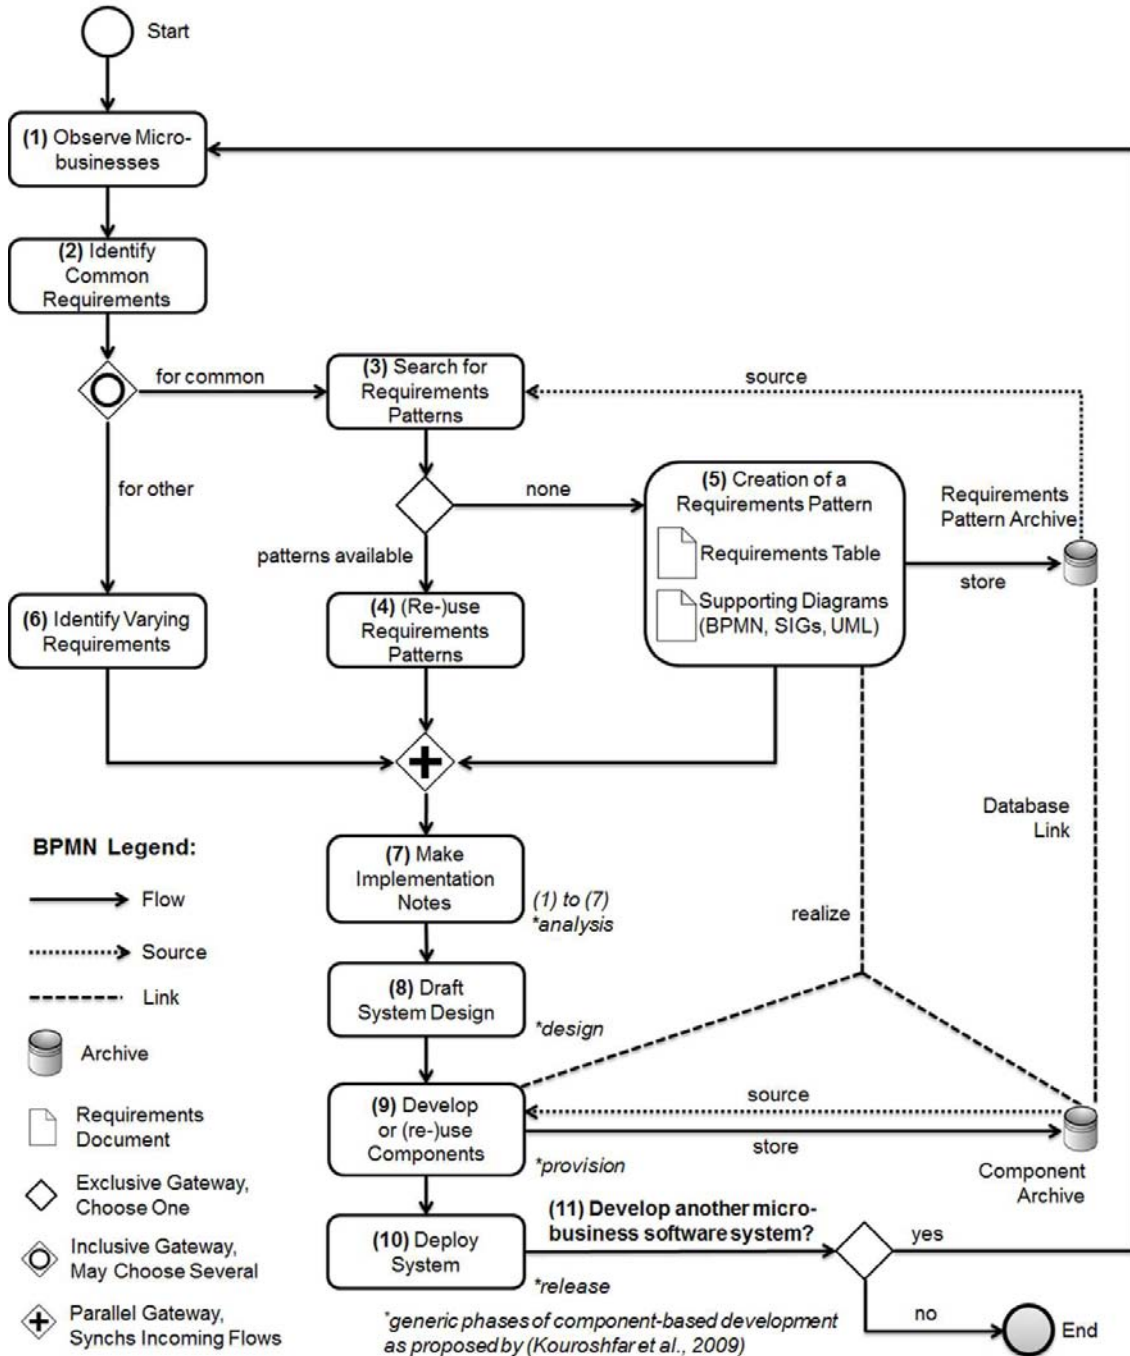 Start
(1) Observe Micro-
businesses
(2) Identify
Common
Requirements
for common
(3) Search for
Requirements
Patterns
source
for other
none
(5) Creation of a
Requirements Pattern
Requirements Table
Supporting Diagrams
(BPMN, SIGs, UML)
Requirements
Pattern Archive
store
patterns available
(6) Identify Varying
Requirements
(4) (Re-)use
Requirements
Patterns
Database
Link
realize
(7) Make
Implementation
Notes
(1) to (7)
*analysis
(8) Draft
System Design
*design
(9) Develop
or (re-)use
Components
*provision
source
store
Component
Archive
(10) Deploy
System
*release
(11) Develop another micro-
business software system?
yes
no
End
*generic phases of component-based development
as proposed by (Kouroshfar et al., 2009)
BPMN Legend:
Flow
Source
Link
Archive
Requirements
Document
Exclusive Gateway,
Choose One
Inclusive Gateway,
May Choose Several
Parallel Gateway,
Synchs Incoming Flows